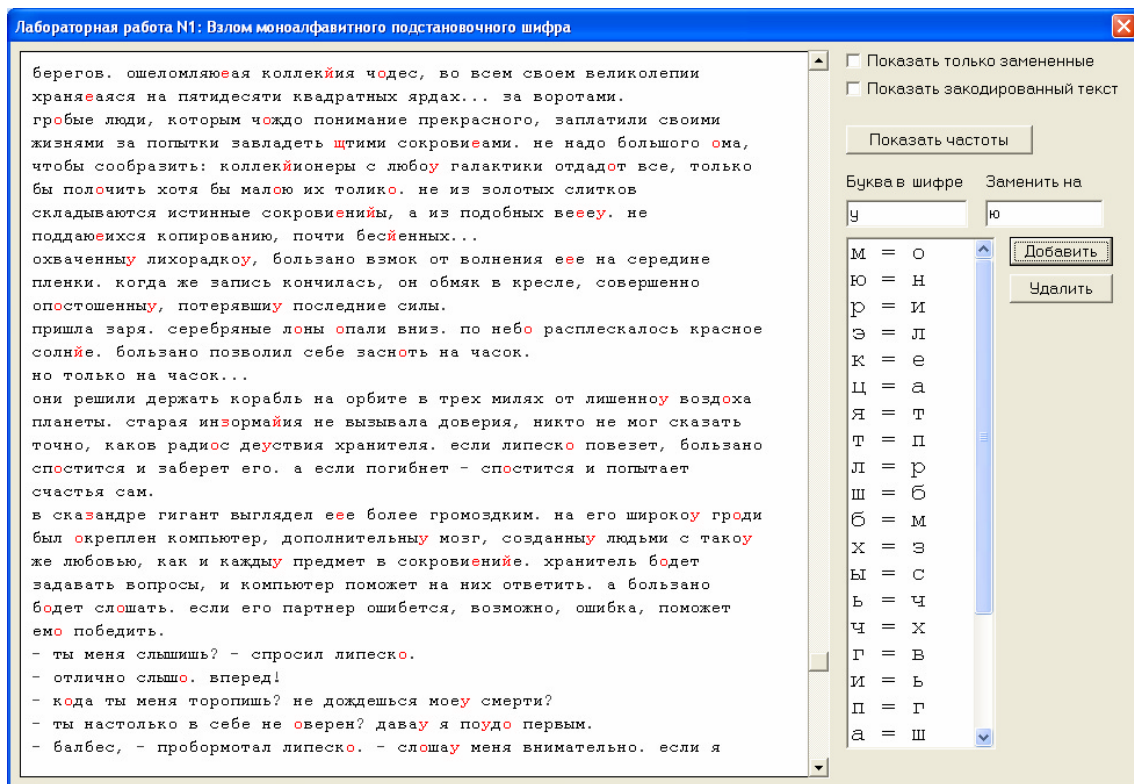 Лабораторная работа N1: Взлом моноалфавитного подстановочного шифра
берегов. ошеломляюеая коллекйия чодес, во всем своем великолепии
храняеаяся на пятидесяти квадратных ярдах... за воротами.
гробые люди, которым чождо понимание прекрасного, заплатили своими
жизнями за попытки завладеть щтими сокровиеами. не надо большого ома,
чтобы сообразить: коллекйионеры с любоу галактики отдадот все, только
бы полочить хотя бы малою их толико. не из золотых слитков
складываются истинные сокровиенийы, а из подобных веееу. не
поддаюеихся копированию, почти бесйенных...
охваченныу лихорадкоу, больвано взмок от волнения еее на середине
пленки. когда же запись кончилась, он обмяк в кресле, совершенно
опостошенныу, потерявшиу последние силы.
пришла заря. серебряные лоны опали вниз. по небо расплескалось красное
солнйе. больвано позволил себе засноть на часок.
но только на часок...
они решили держать корабль на орбите в трех милях от лишенноу воздоха
планеты. старая инзормайия не вызывала доверия, никто не мог сказать
точно, каков радиос деуствия хранителя. если липеско повезет,ользано
спостится и заберет его. а если погибнет - спостится и попытает
счастья сам.
в сказандре гигант выглядел еее более громоздким. на его широкоу гроди
был окреплен компьютер, дополнительныу мозг, созданныу людьми с такоу
же любовью, как и каждыу предмет в сокровиенийе. хранитель бодет
задавать вопросы, и компьютер поможет на них ответить. а больвано
бодет слошать. если его партнер ошибется, возможно, ошибка, поможет
емо победить.
- ты меня слышишь? - спросил липеско.
- отлично слышо. вперед!
- кода ты меня торопишь? не дождешься моеу смерти?
- ты настолько в себе не оверен? давау я поудо первым.
- балбес, - пробормотал липеско. - слошау меня внимательно. если я
Показать только замененные
Показать закодированный текст
Показать частоты
Буква в шифре Заменить на
у ю
Добавить
Удалить
м = о
ю = н
р = и
э = л
к = е
ц = а
я = т
т = п
л = р
ш = б
б = м
х = з
ы = с
ь = ч
ч = х
г = в
и = ь
п = г
а = ш